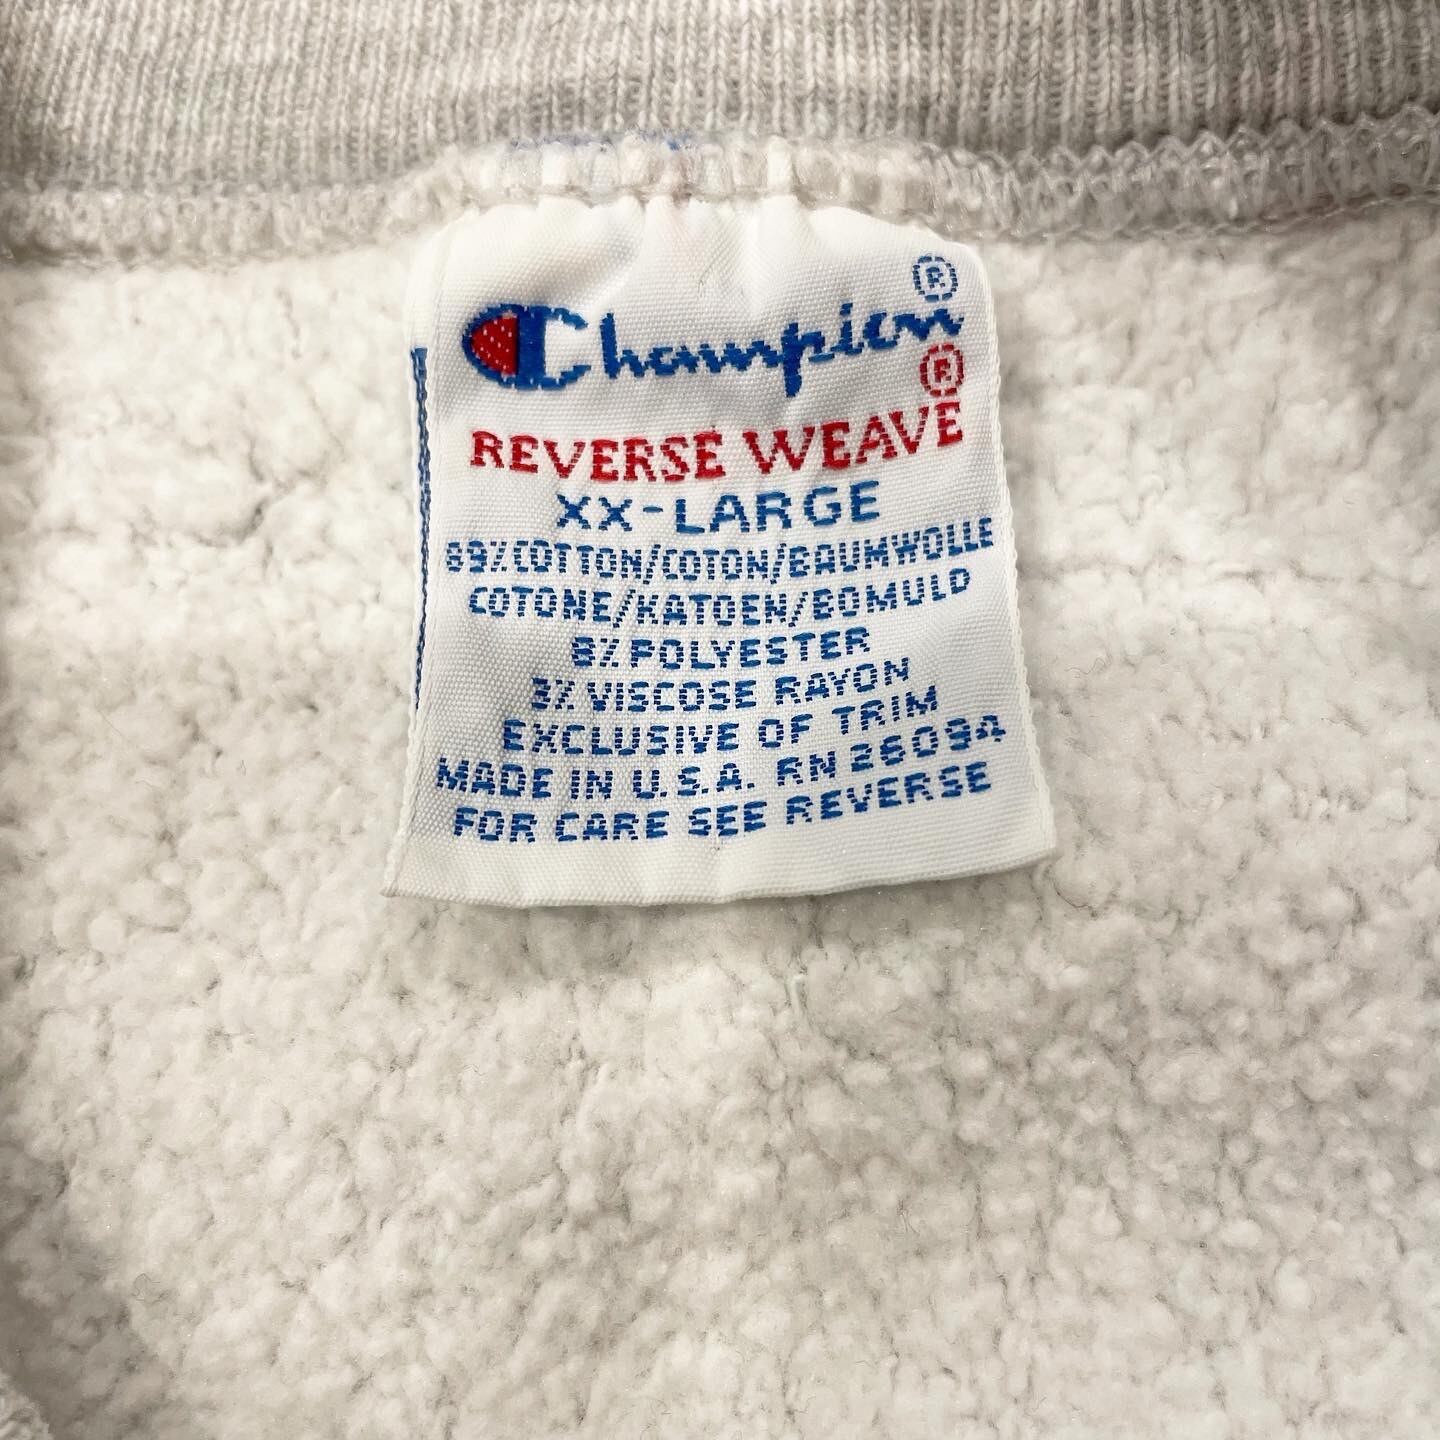 Champion®
REVERSE WEAVE®
XX-LARGE
89% COTTON/COTON/BAUMWOLLE
COTONE/KATOEN/BOMULD
8% POLYESTER
3% VISCOSE RAYON
EXCLUSIVE OF TRIM
MADE IN U.S.A. RN 26094
FOR CARE SEE REVERSE